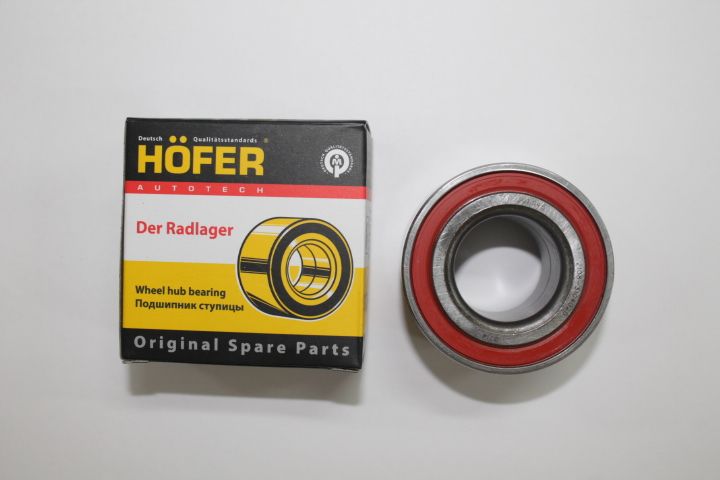 Deutsch Qualitätsstandards ®
HÖFER
AUTOTECH
Der Radlager
Wheel hub bearing
Подшипник ступицы
Original Spare Parts